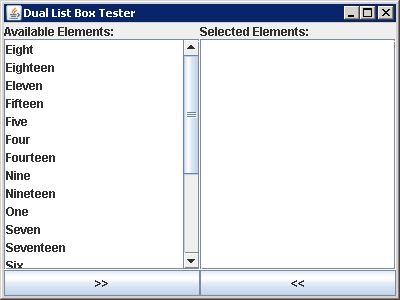 Dual List Box Tester
Available Elements:
Selected Elements:
Eight
Eighteen
Eleven
Fifteen
Five
Four
Fourteen
Nine
Nineteen
One
Seven
Seventeen
Six
>>
<<